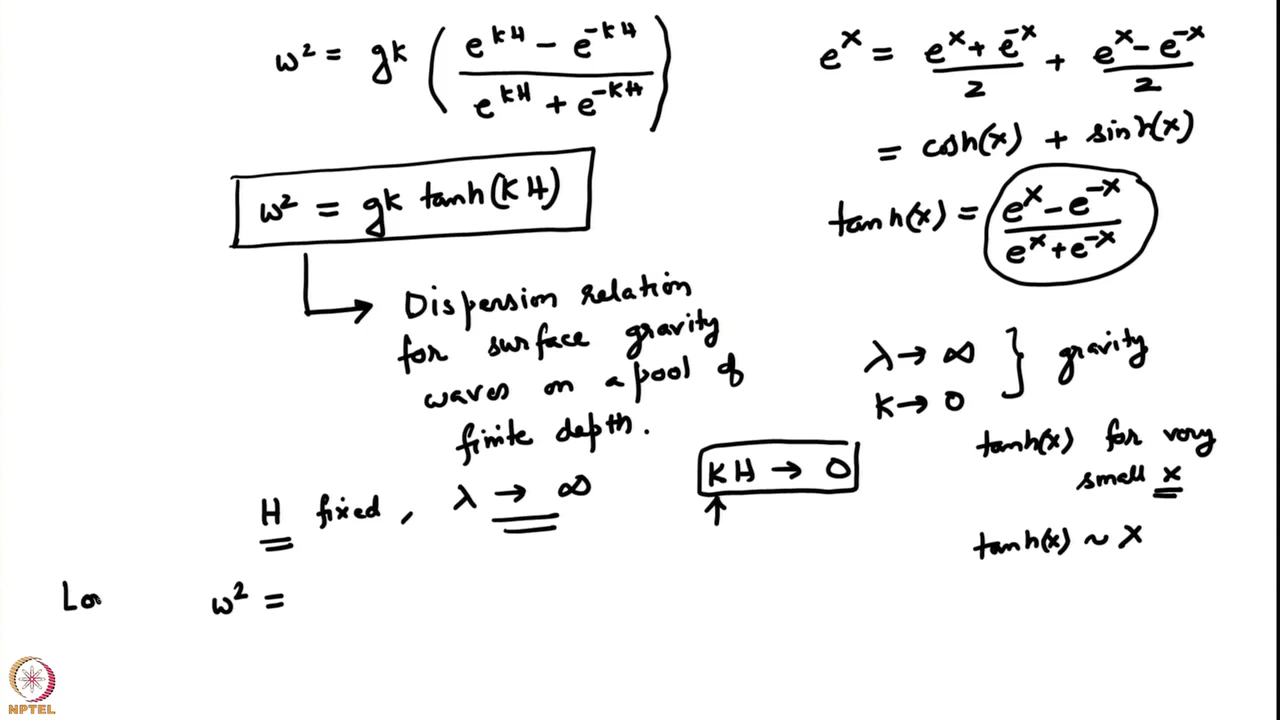 ω² = gk ( (e^{kH} − e^{−kH}) / (e^{kH} + e^{−kH}) )
e^x = (e^x + e^{−x})/2 + (e^x − e^{−x})/2
= cosh(x) + sinh(x)
ω² = gk tanh(KH)
tanh(x) = (e^x − e^{−x}) / (e^x + e^{−x})
Dispersion relation
for surface gravity
waves on a pool of
finite depth.
λ → ∞ } gravity
K → 0
tanh(x) for very
small x
H fixed, λ → ∞
KH → 0
tanh(x) ~ x
Lon
ω² =
NPTEL